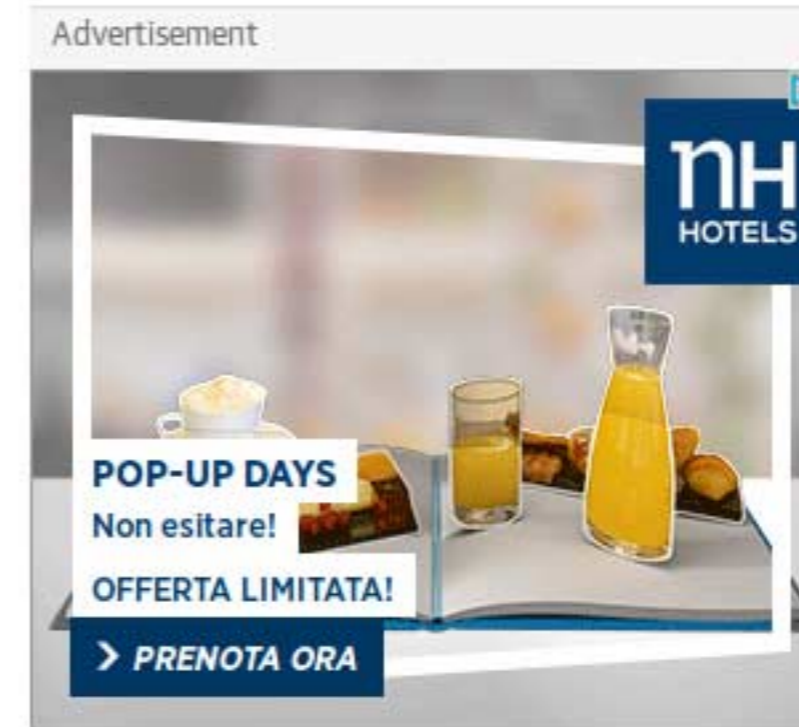 Advertisement
nH
HOTELS
POP-UP DAYS
Non esitare!
OFFERTA LIMITATA!
> PRENOTA ORA